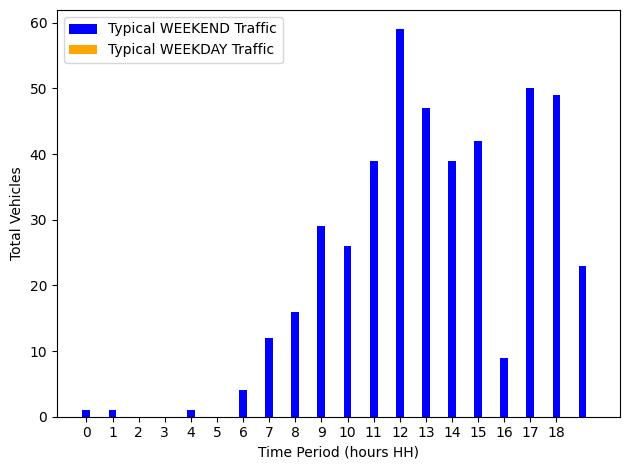 Typical WEEKEND Traffic
Typical WEEKDAY Traffic
60
50
40
30
20
10
0
Total Vehicles
0 1 2 3 4 5 6 7 8 9 10 11 12 13 14 15 16 17 18
Time Period (hours HH)